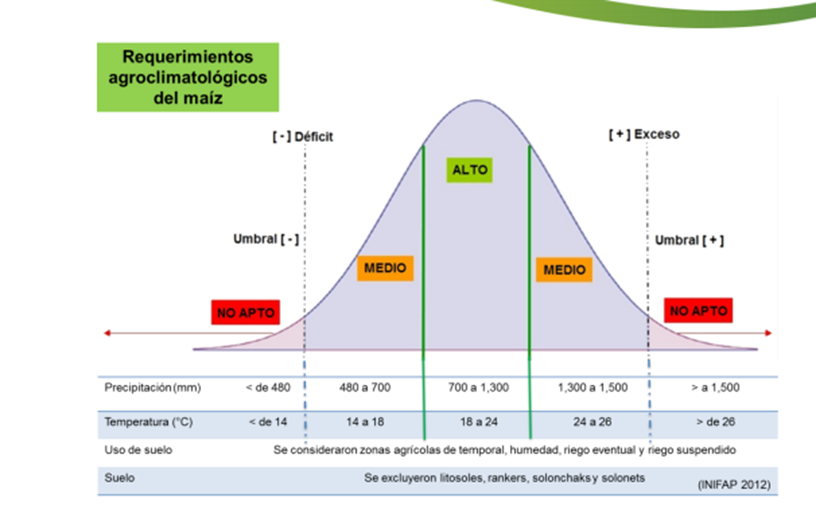 Requerimientos
agroclimatológicos
del maíz
[ - ] Déficit
[ + ] Exceso
ALTO
Umbral [ - ]
Umbral [ + ]
MEDIO
MEDIO
NO APTO
NO APTO
Precipitación (mm) < de 480 480 a 700 700 a 1,300 1,300 a 1,500 > a 1,500
Temperatura (°C) < de 14 14 a 18 18 a 24 24 a 26 > de 26
Uso de suelo Se consideraron zonas agrícolas de temporal, humedad, riego eventual y riego suspendido
Suelo Se excluyeron litosoles, rankers, solonchaks y solonets
(INIFAP 2012)